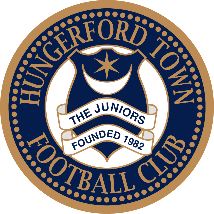 HUNGERFORD TOWN
THE JUNIORS
FOUNDED 1982
FOOTBALL CLUB